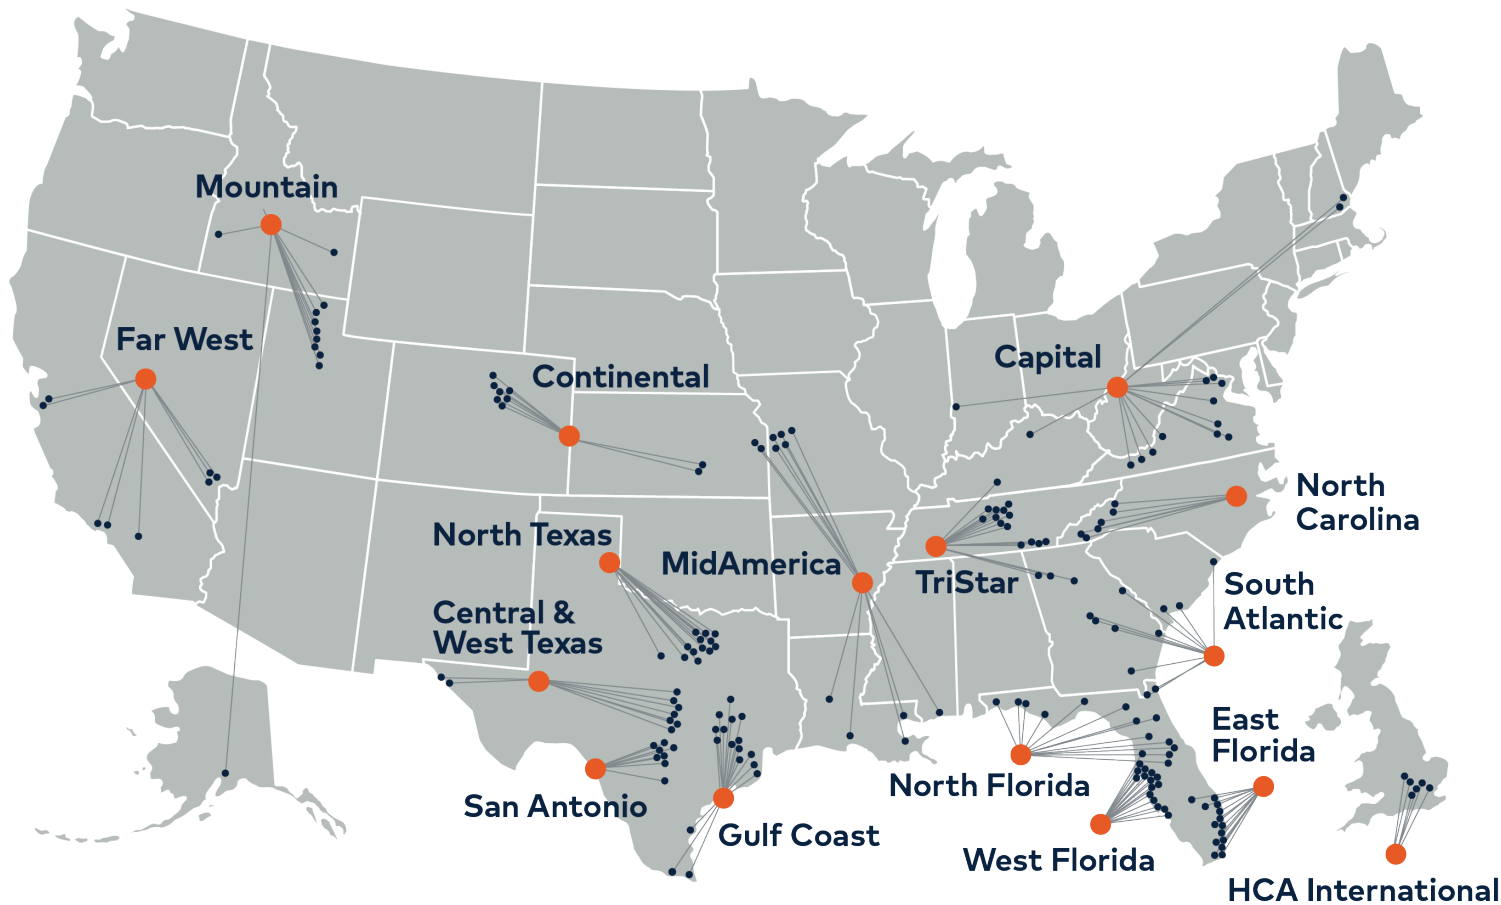 Mountain
Far West
Continental
Capital
North
Carolina
North Texas
MidAmerica
TriStar
South
Atlantic
Central &
West Texas
East
Florida
North Florida
San Antonio
Gulf Coast
West Florida
HCA International